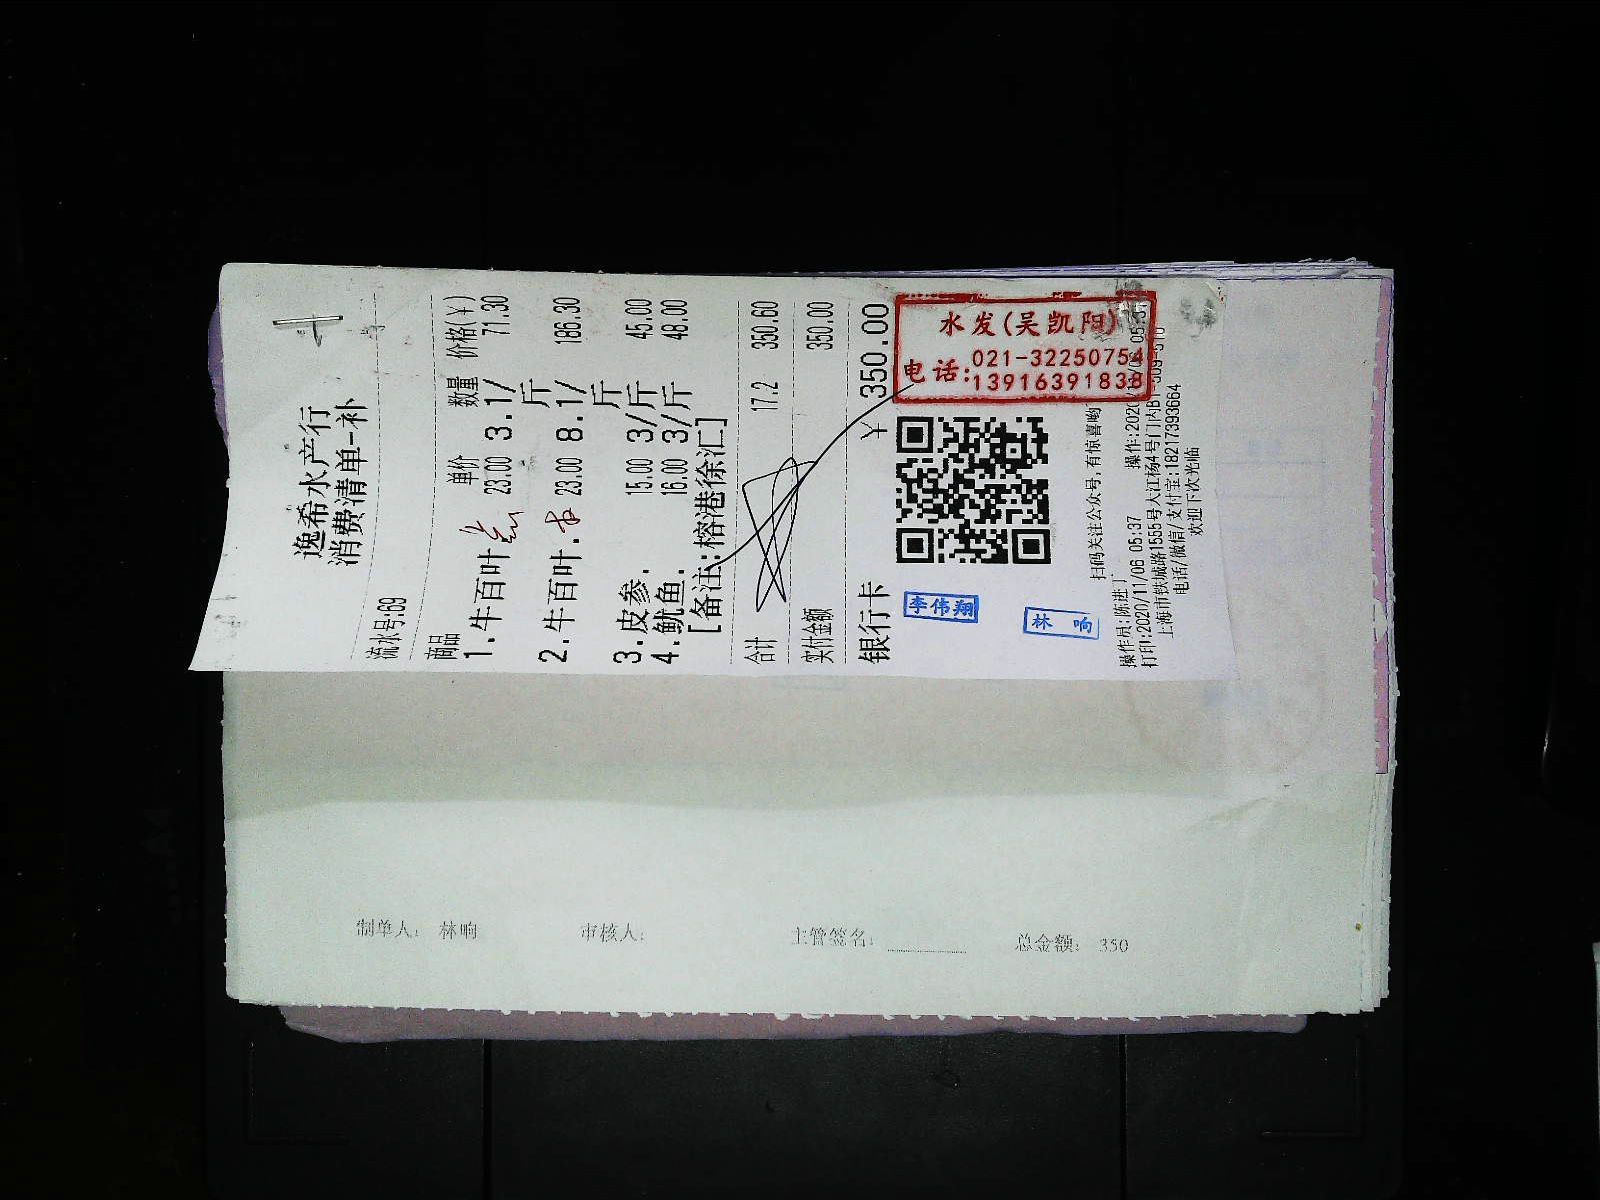 逸希水产行
消费清单-补
流水号:69
商品 单价 数量 价格(¥)
1.牛百叶 23.00 3.1/斤 71.30
2.牛百叶. 23.00 8.1/斤 186.30
3.皮参. 15.00 3/斤 45.00
4.鱿鱼. 16.00 3/斤 48.00
[备注:榕港徐汇]
合计 17.2 350.60
实付金额 350.00
银行卡 350.00
水发(吴凯阳)
电话:021-32250754
13916391838
李伟翔
林响
扫码关注公众号,有惊喜哟
操作员:陈进丁 操作:2020
打印:2020/11/06 05:37
上海市铁城路1555号大江杨4号门内B1
电话/微信/支付宝:18217393664
欢迎下次光临
制单人: 林响 审核人: 主管签名: 总金额: 350